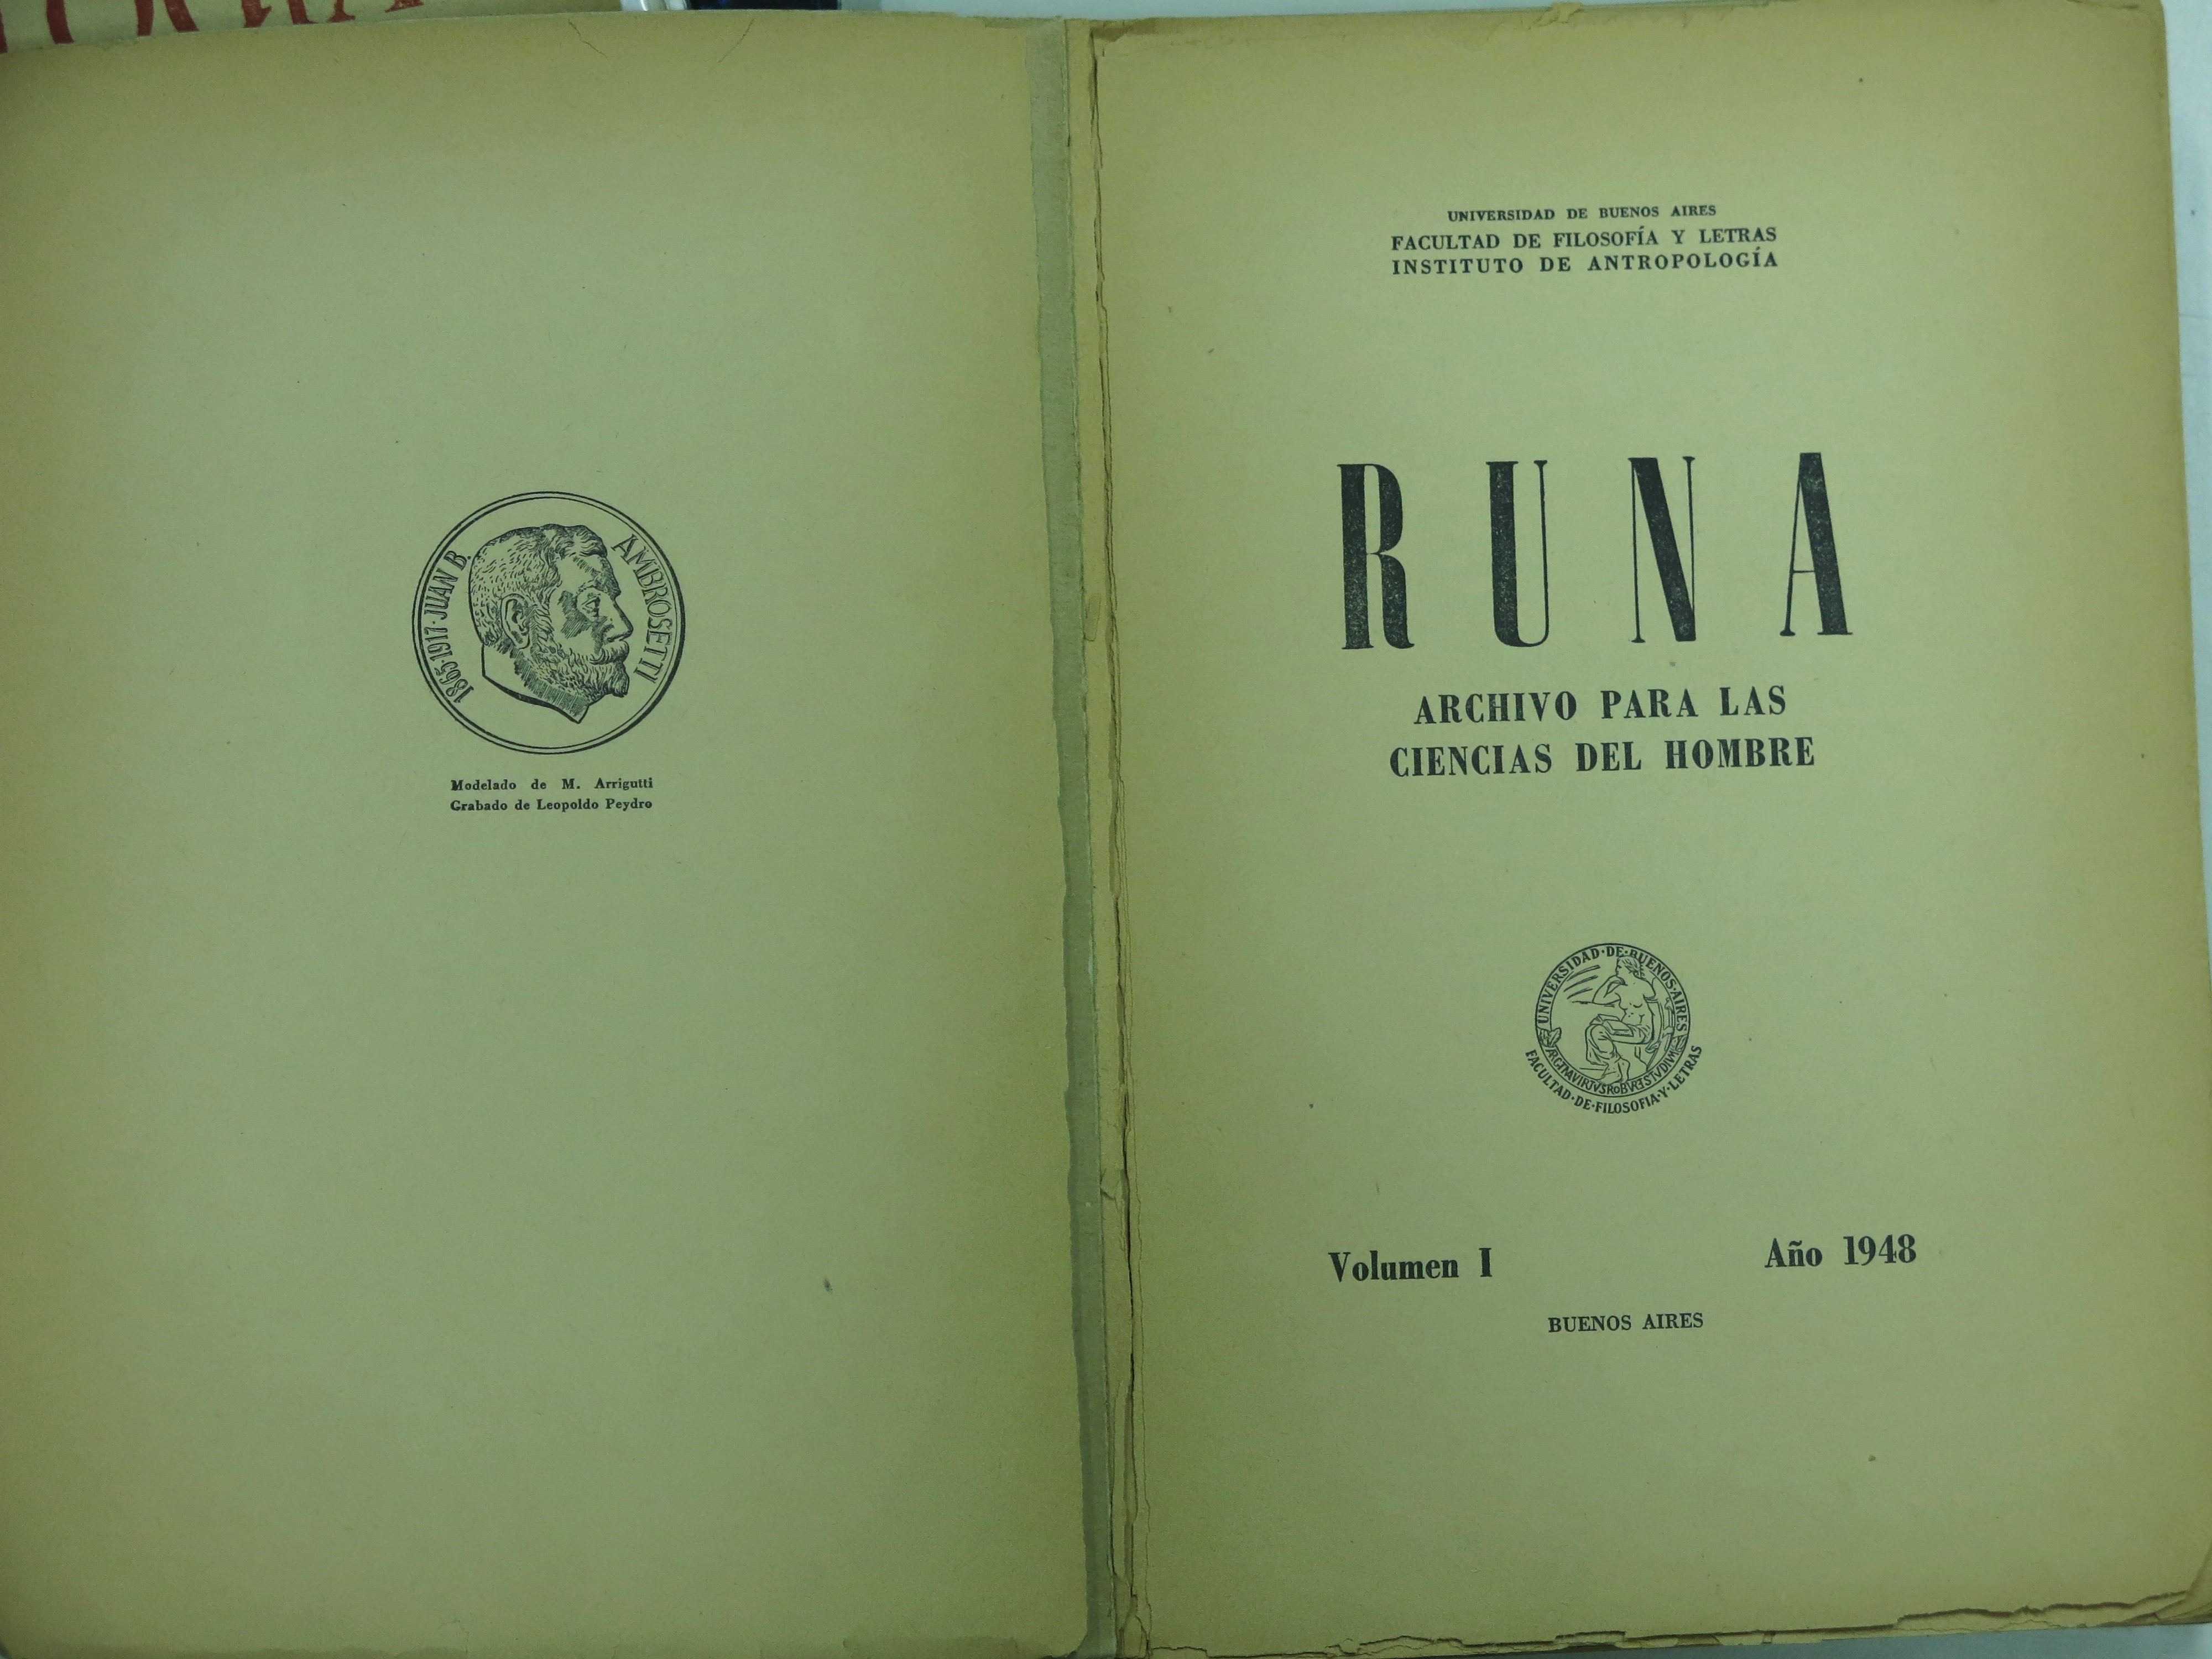 1865·1917·JUAN B. AMBROSETTI
Modelado de M. Arrigutti
Grabado de Leopoldo Peydro
UNIVERSIDAD DE BUENOS AIRES
FACULTAD DE FILOSOFÍA Y LETRAS
INSTITUTO DE ANTROPOLOGÍA
RUNA
ARCHIVO PARA LAS
CIENCIAS DEL HOMBRE
UNIVERSIDAD·DE·BUENOS·AIRES
FACULTAD·DE·FILOSOFIA·Y·LETRAS
Volumen I Año 1948
BUENOS AIRES